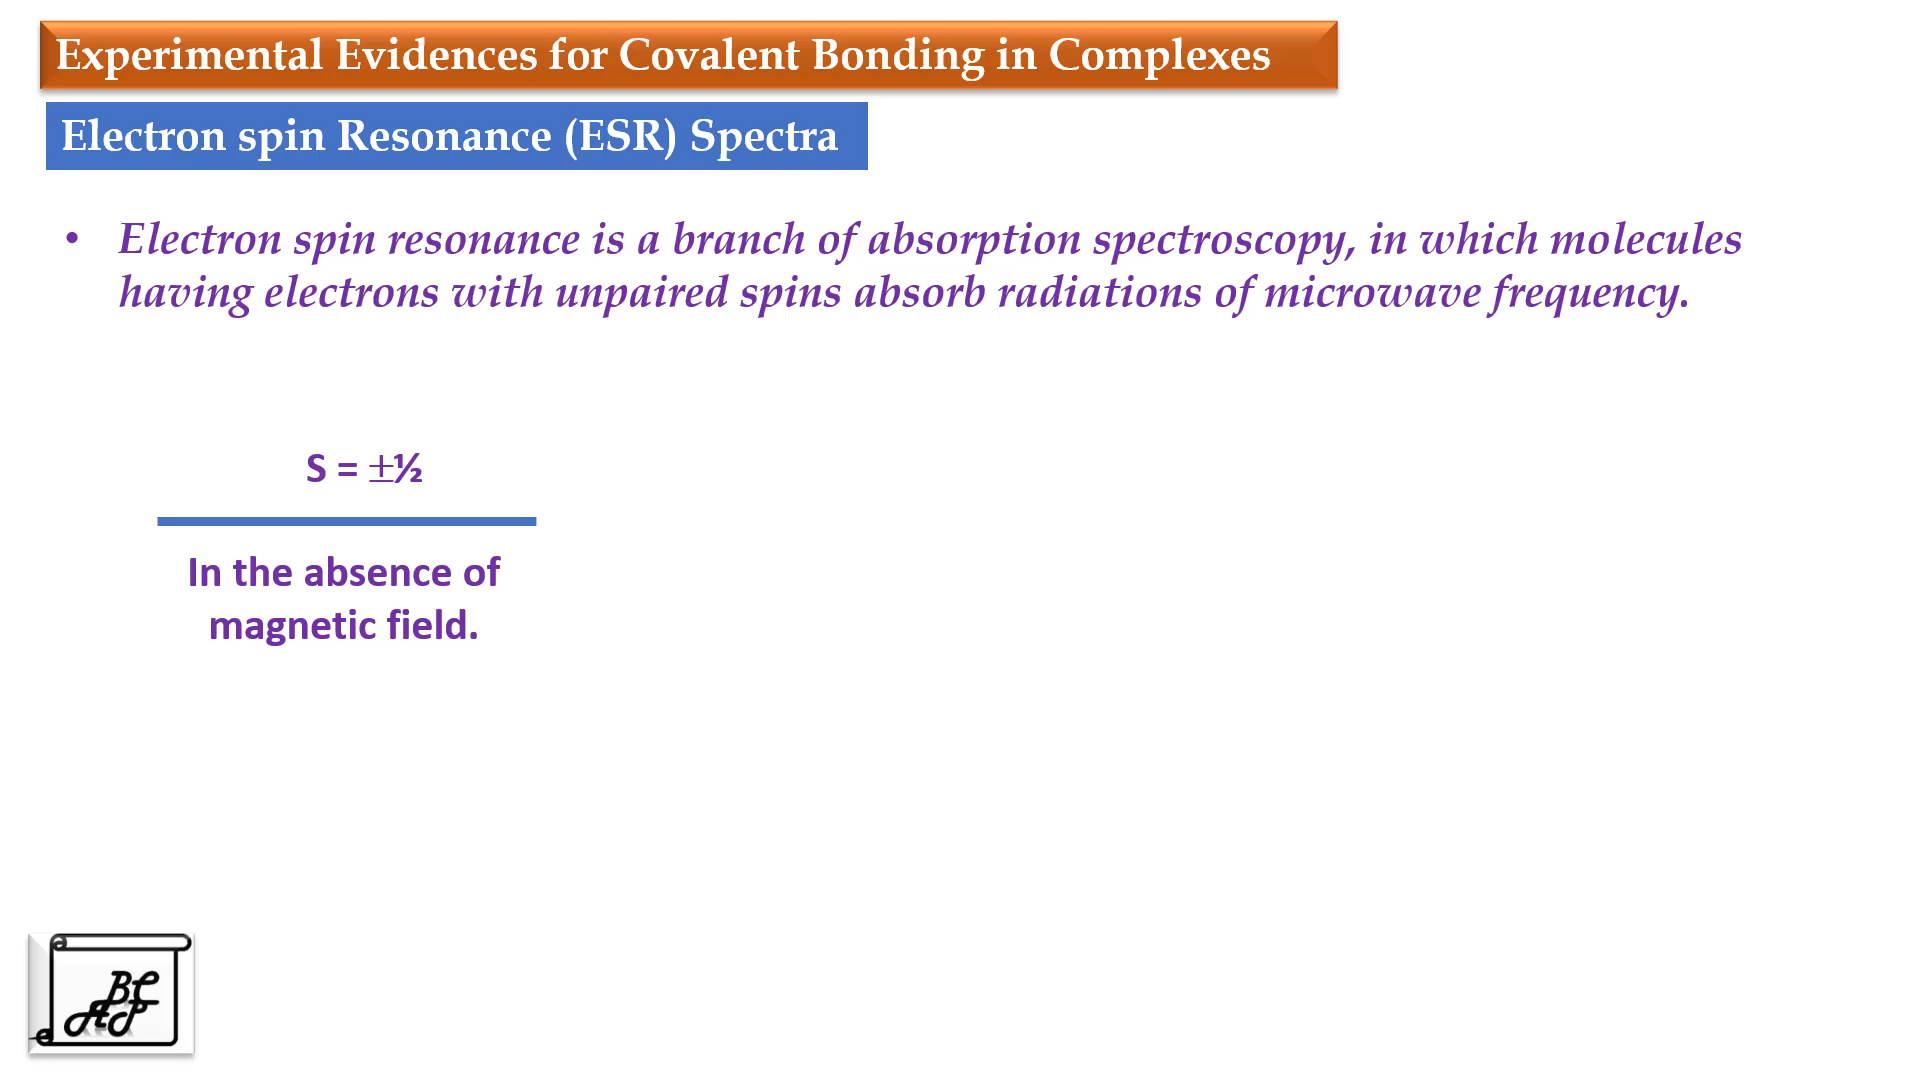 Experimental Evidences for Covalent Bonding in Complexes
Electron spin Resonance (ESR) Spectra
• Electron spin resonance is a branch of absorption spectroscopy, in which molecules
having electrons with unpaired spins absorb radiations of microwave frequency.
S = ±½
In the absence of
magnetic field.
BC
AP